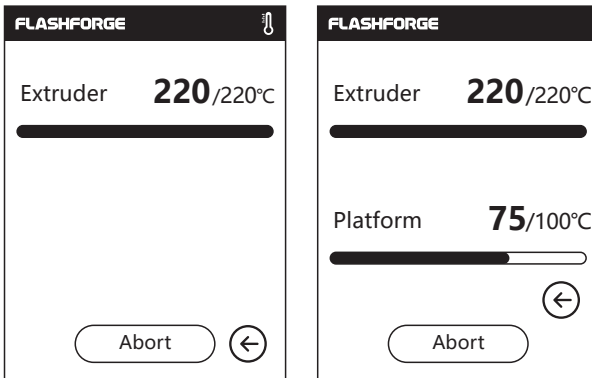 FLASHFORGE
Extruder 220/220℃
Abort
FLASHFORGE
Extruder 220/220℃
Platform 75/100℃
Abort